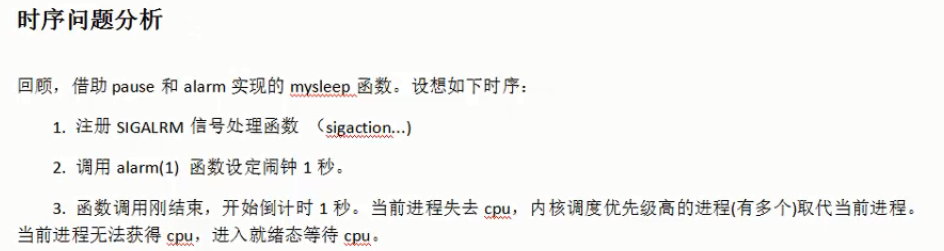 时序问题分析
回顾，借助 pause 和 alarm 实现的 mysleep 函数。设想如下时序：
1. 注册 SIGALRM 信号处理函数 （sigaction...)
2. 调用 alarm(1) 函数设定闹钟 1 秒。
3. 函数调用刚结束，开始倒计时 1 秒。当前进程失去 cpu，内核调度优先级高的进程(有多个)取代当前进程。
当前进程无法获得 cpu，进入就绪态等待 cpu。